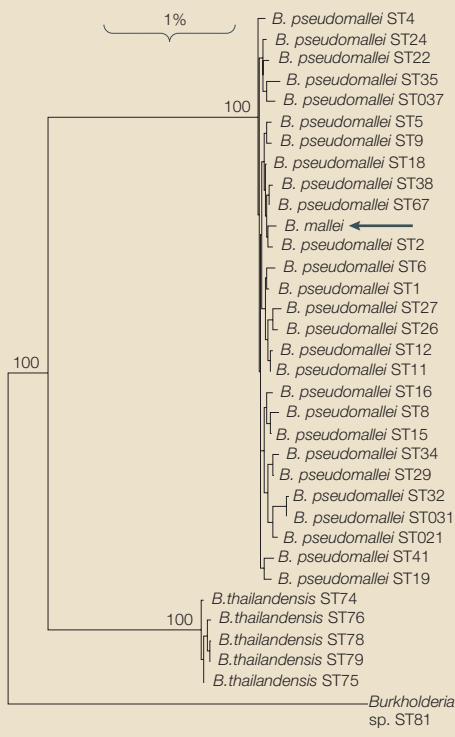 1%
B. pseudomallei ST4
B. pseudomallei ST24
B. pseudomallei ST22
B. pseudomallei ST35
B. pseudomallei ST037
100
B. pseudomallei ST5
B. pseudomallei ST9
B. pseudomallei ST18
B. pseudomallei ST38
B. pseudomallei ST67
B. mallei
B. pseudomallei ST2
B. pseudomallei ST6
B. pseudomallei ST1
B. pseudomallei ST27
B. pseudomallei ST26
B. pseudomallei ST12
100
B. pseudomallei ST11
B. pseudomallei ST16
B. pseudomallei ST8
B. pseudomallei ST15
B. pseudomallei ST34
B. pseudomallei ST29
B. pseudomallei ST32
B. pseudomallei ST031
B. pseudomallei ST021
B. pseudomallei ST41
B. pseudomallei ST19
B.thailandensis ST74
100
B.thailandensis ST76
B.thailandensis ST78
B.thailandensis ST79
B.thailandensis ST75
Burkholderia
sp. ST81